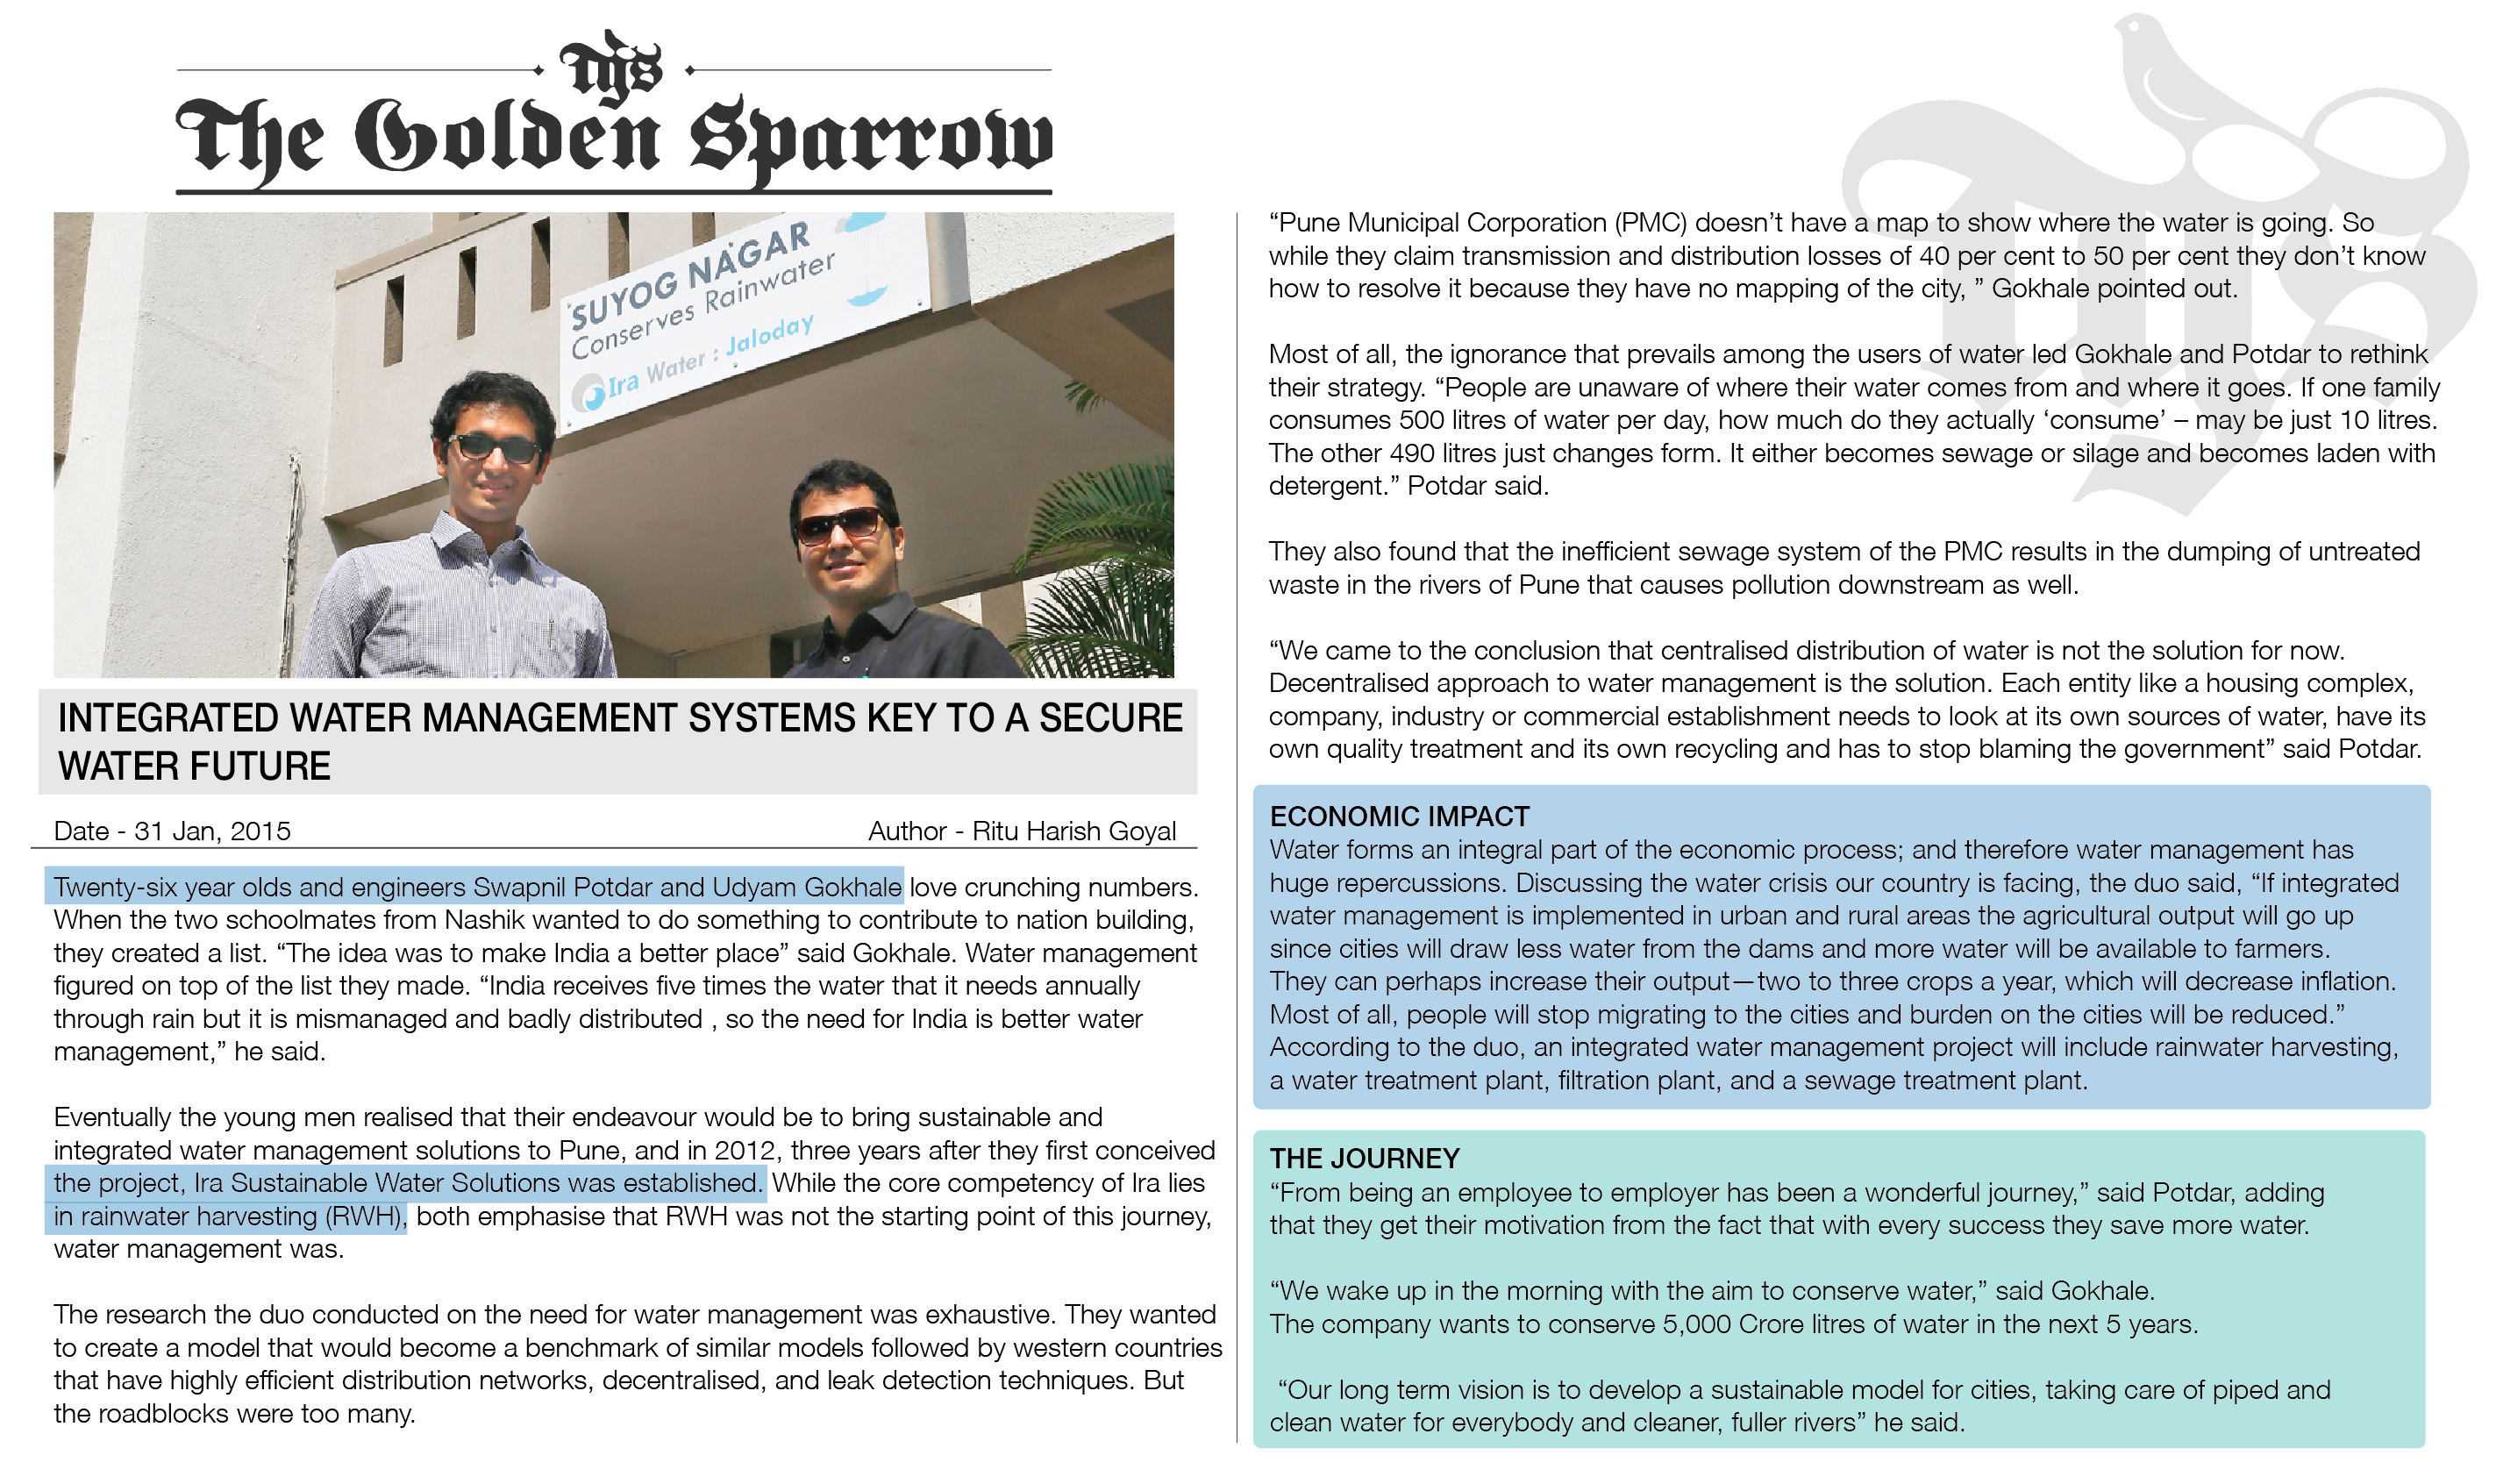 TgS
The Golden Sparrow
SUYOG NAGAR
Conserves Rainwater
Ira Water : Jaloday
INTEGRATED WATER MANAGEMENT SYSTEMS KEY TO A SECURE
WATER FUTURE
Date - 31 Jan, 2015
Author - Ritu Harish Goyal
Twenty-six year olds and engineers Swapnil Potdar and Udyam Gokhale love crunching numbers.
When the two schoolmates from Nashik wanted to do something to contribute to nation building,
they created a list. “The idea was to make India a better place” said Gokhale. Water management
figured on top of the list they made. “India receives five times the water that it needs annually
through rain but it is mismanaged and badly distributed , so the need for India is better water
management,” he said.
Eventually the young men realised that their endeavour would be to bring sustainable and
integrated water management solutions to Pune, and in 2012, three years after they first conceived
the project, Ira Sustainable Water Solutions was established. While the core competency of Ira lies
in rainwater harvesting (RWH), both emphasise that RWH was not the starting point of this journey,
water management was.
The research the duo conducted on the need for water management was exhaustive. They wanted
to create a model that would become a benchmark of similar models followed by western countries
that have highly efficient distribution networks, decentralised, and leak detection techniques. But
the roadblocks were too many.
TgS
“Pune Municipal Corporation (PMC) doesn’t have a map to show where the water is going. So
while they claim transmission and distribution losses of 40 per cent to 50 per cent they don’t know
how to resolve it because they have no mapping of the city, ” Gokhale pointed out.
Most of all, the ignorance that prevails among the users of water led Gokhale and Potdar to rethink
their strategy. “People are unaware of where their water comes from and where it goes. If one family
consumes 500 litres of water per day, how much do they actually ‘consume’ – may be just 10 litres.
The other 490 litres just changes form. It either becomes sewage or silage and becomes laden with
detergent.” Potdar said.
They also found that the inefficient sewage system of the PMC results in the dumping of untreated
waste in the rivers of Pune that causes pollution downstream as well.
“We came to the conclusion that centralised distribution of water is not the solution for now.
Decentralised approach to water management is the solution. Each entity like a housing complex,
company, industry or commercial establishment needs to look at its own sources of water, have its
own quality treatment and its own recycling and has to stop blaming the government” said Potdar.
ECONOMIC IMPACT
Water forms an integral part of the economic process; and therefore water management has
huge repercussions. Discussing the water crisis our country is facing, the duo said, “If integrated
water management is implemented in urban and rural areas the agricultural output will go up
since cities will draw less water from the dams and more water will be available to farmers.
They can perhaps increase their output—two to three crops a year, which will decrease inflation.
Most of all, people will stop migrating to the cities and burden on the cities will be reduced.”
According to the duo, an integrated water management project will include rainwater harvesting,
a water treatment plant, filtration plant, and a sewage treatment plant.
THE JOURNEY
“From being an employee to employer has been a wonderful journey,” said Potdar, adding
that they get their motivation from the fact that with every success they save more water.
“We wake up in the morning with the aim to conserve water,” said Gokhale.
The company wants to conserve 5,000 Crore litres of water in the next 5 years.
“Our long term vision is to develop a sustainable model for cities, taking care of piped and
clean water for everybody and cleaner, fuller rivers” he said.